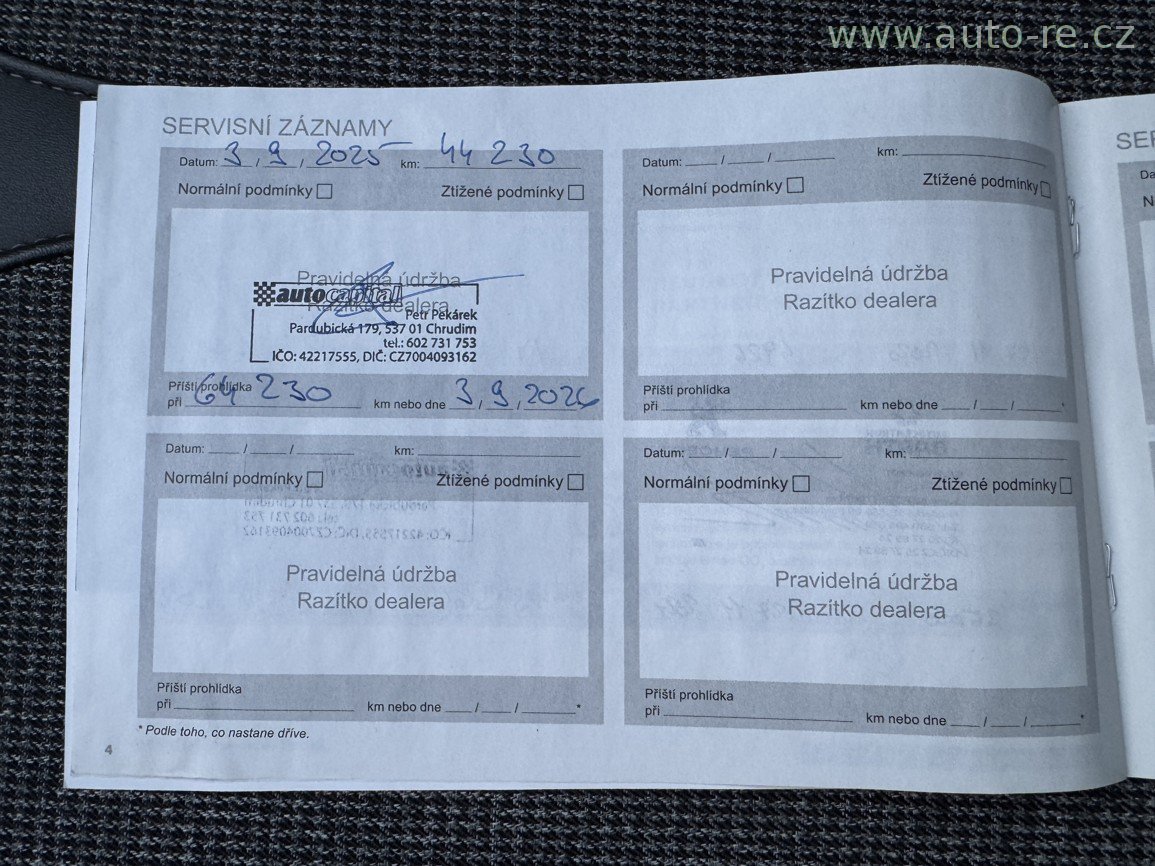 www.auto-re.cz
SERVISNÍ ZÁZNAMY
Datum: 3 / 9 / 2025 km: 44 230
Normální podmínky Ztížené podmínky
Pravidelná údržba
Razítko dealera
autocapital
Petr Pekárek
Pardubická 179, 537 01 Chrudim
tel.: 602 731 753
IČO: 42217555, DIČ: CZ7004093162
Příští prohlídka
při 64 230 km nebo dne 3 / 9 / 2026
Datum: / / km:
Normální podmínky Ztížené podmínky
Pravidelná údržba
Razítko dealera
Příští prohlídka
při km nebo dne / / *
Datum: / / km:
Normální podmínky Ztížené podmínky
Pravidelná údržba
Razítko dealera
Příští prohlídka
při km nebo dne / / *
Datum: / / km:
Normální podmínky Ztížené podmínky
Pravidelná údržba
Razítko dealera
Příští prohlídka
při km nebo dne / / *
* Podle toho, co nastane dříve.
4
SER
Da
N